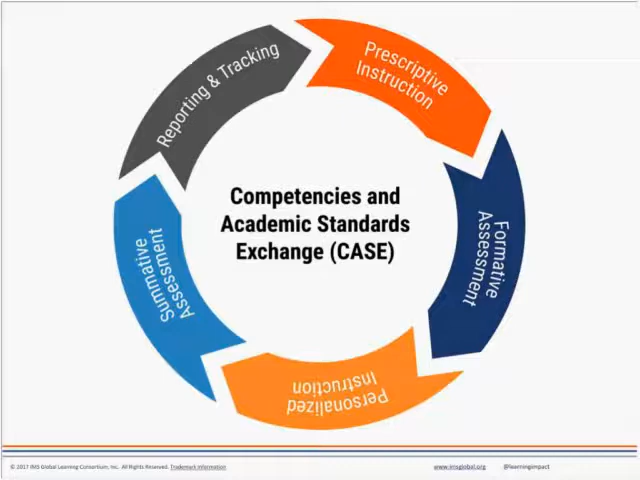 Prescriptive
Instruction
Formative
Assessment
Personalized
Instruction
Summative
Assessment
Reporting & Tracking
Competencies and
Academic Standards
Exchange (CASE)
© 2017 IMS Global Learning Consortium, Inc. All Rights Reserved. Trademark Information
www.imsglobal.org @learningimpact